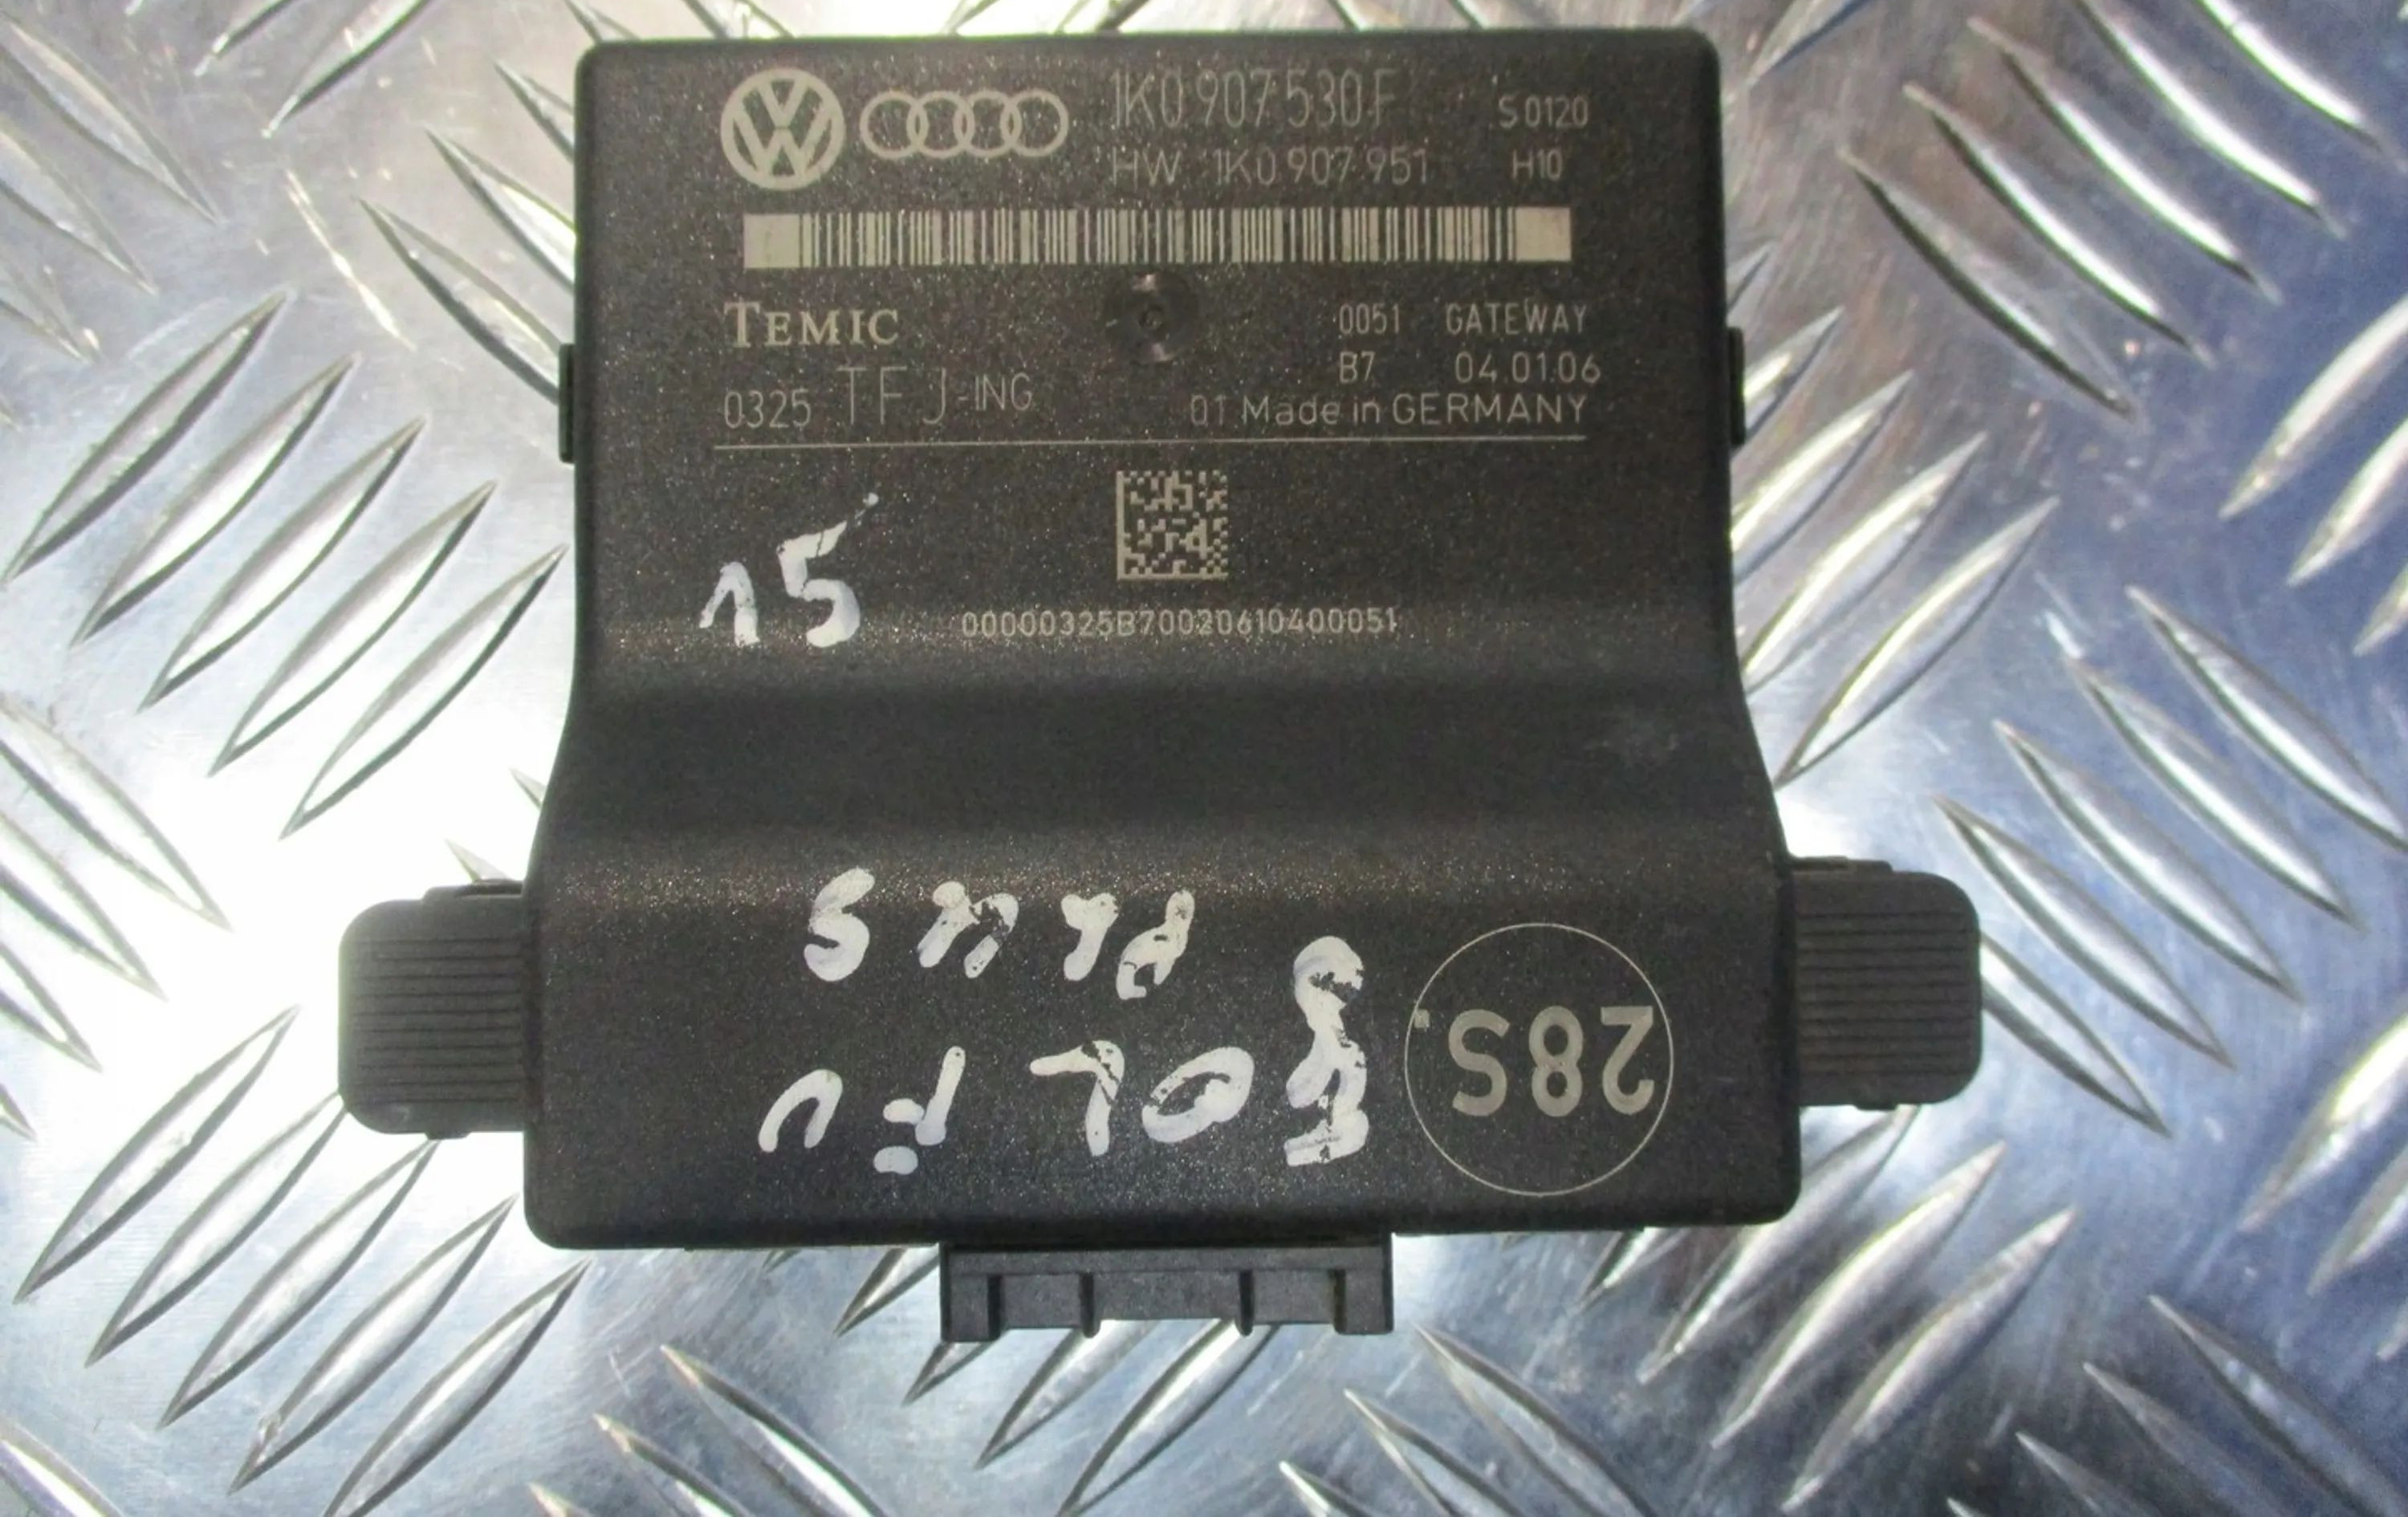 1K0 907 530 F S0120
HW 1K0 907 951 H10
TEMIC 0051 GATEWAY
B7 04.01.06
0325 TFJ-ING 01 Made in GERMANY
15
00000325B70020610400051
28S.
GOLF
PLUS